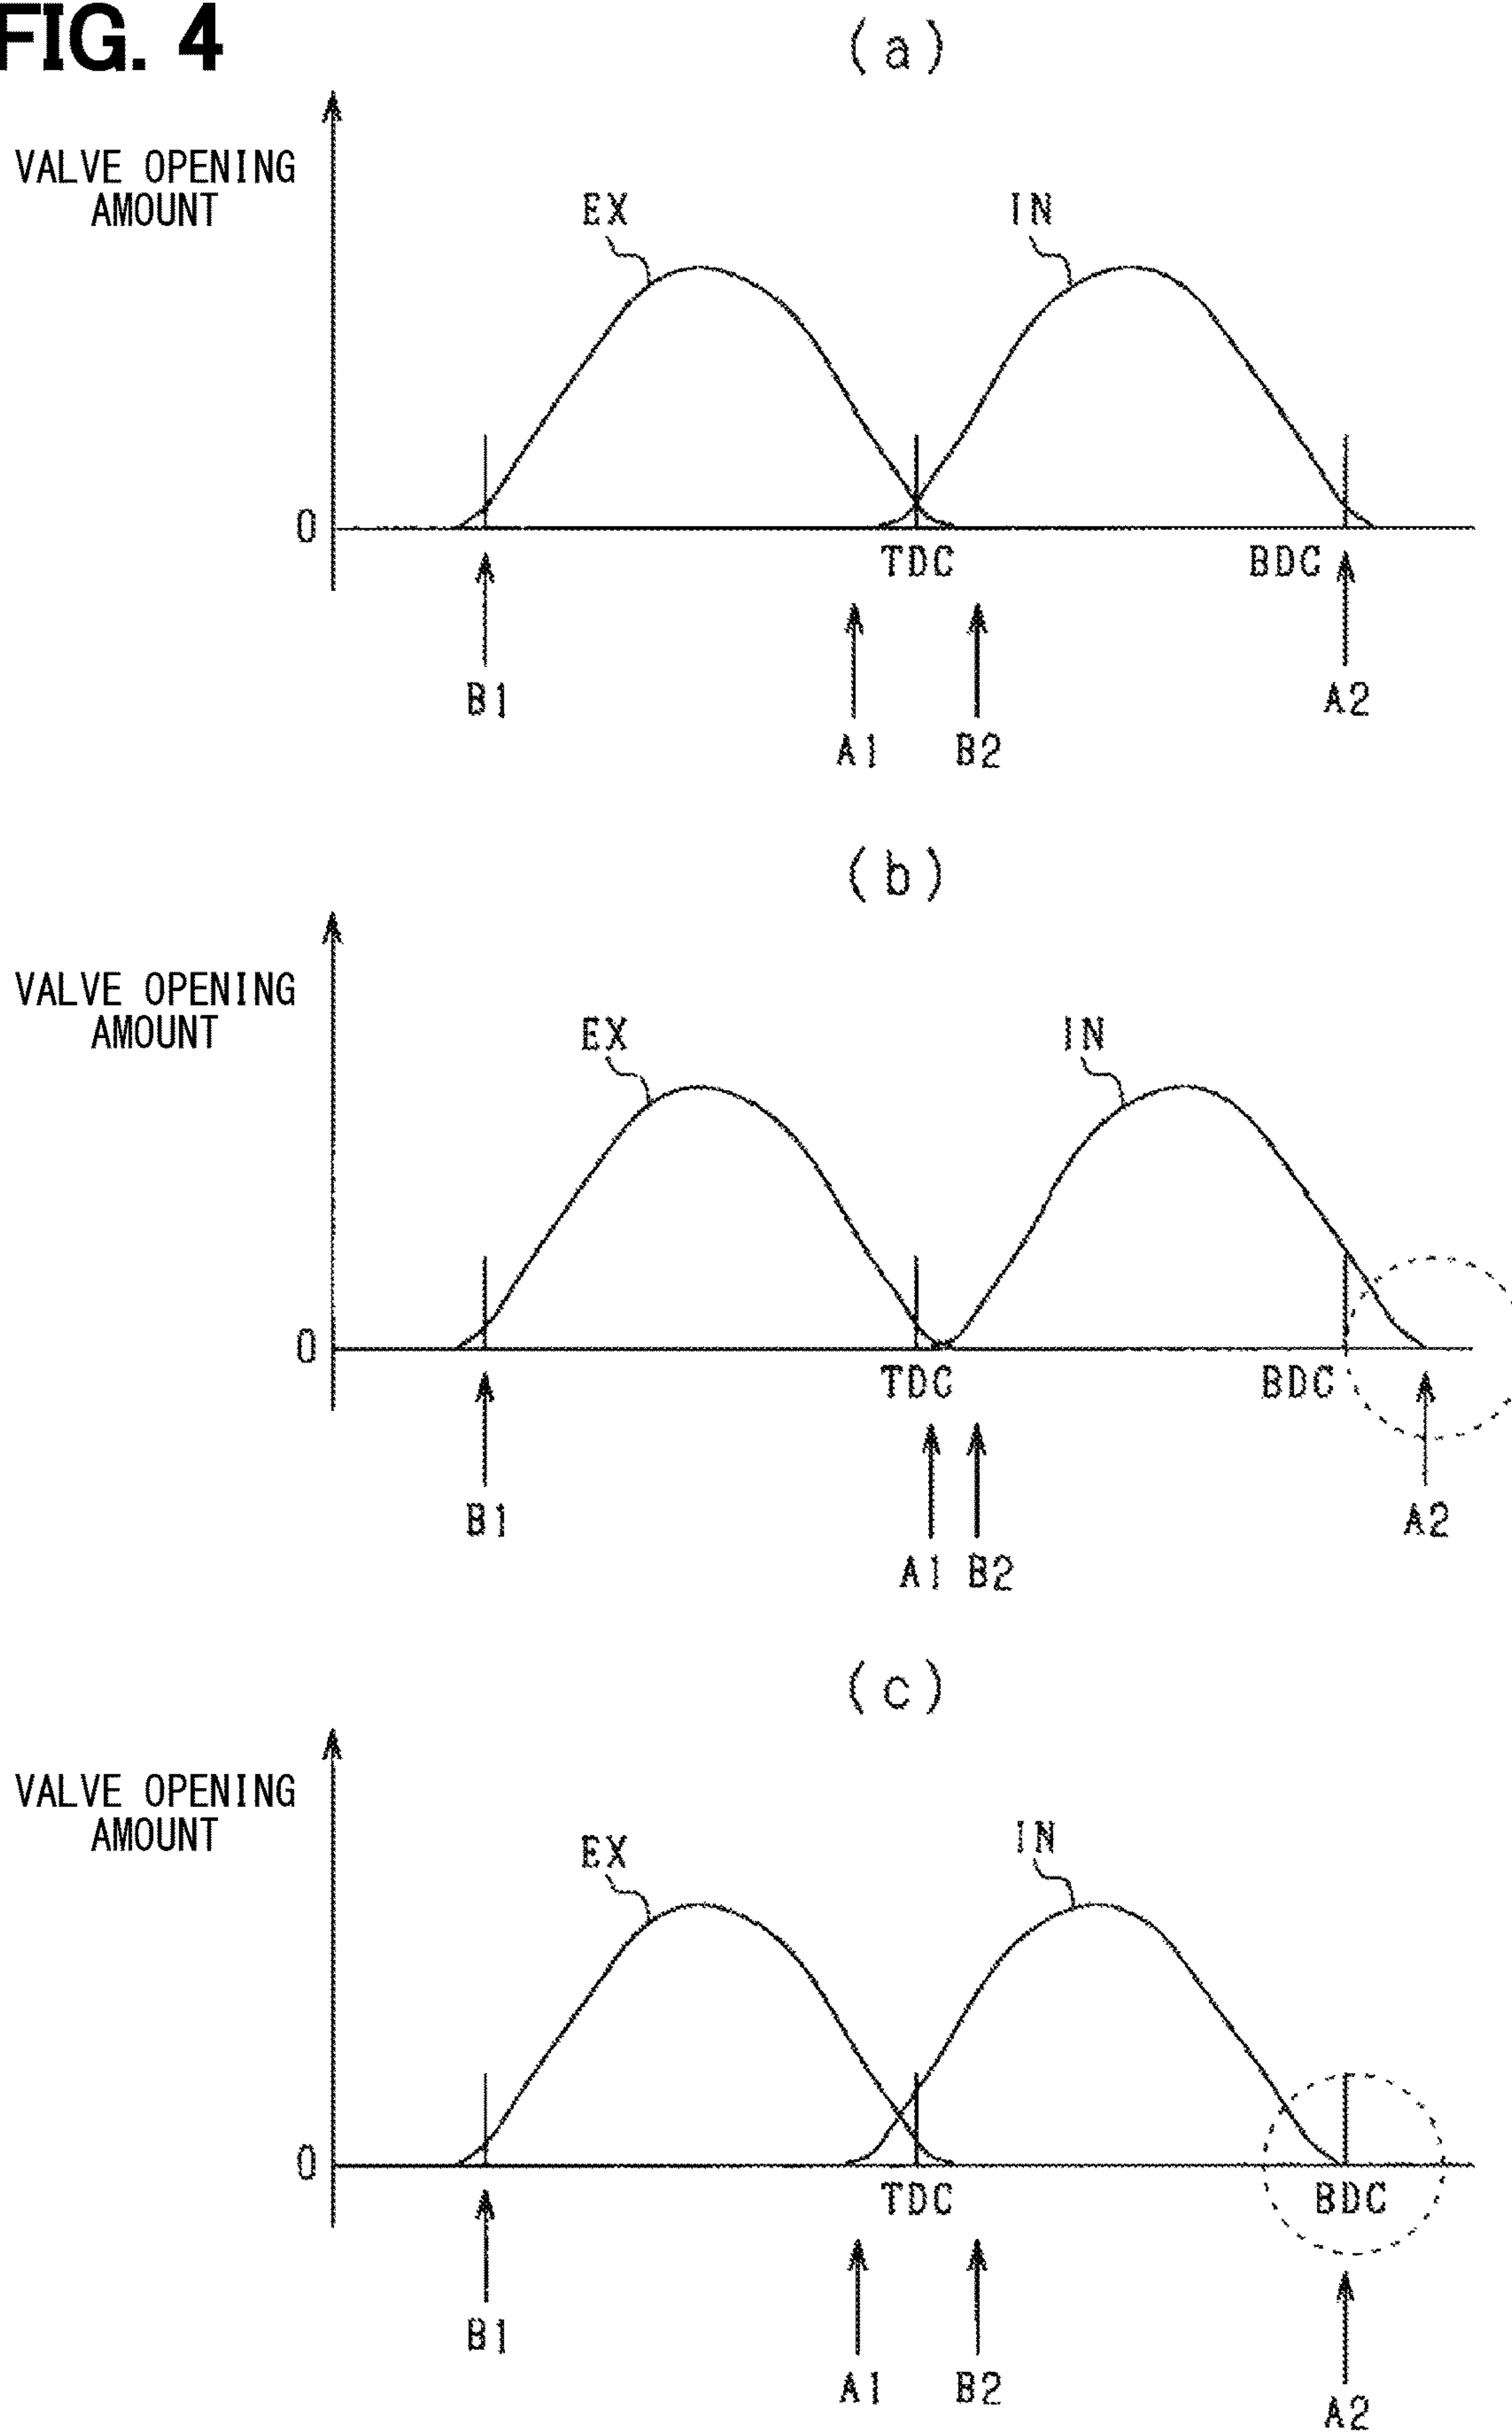 FIG. 4
(a)
VALVE OPENING
AMOUNT
EX
IN
0
TDC
BDC
B1
A2
A1
B2
(b)
VALVE OPENING
AMOUNT
EX
IN
0
TDC
BDC
B1
A2
A1
B2
(c)
VALVE OPENING
AMOUNT
EX
IN
0
TDC
BDC
B1
A1
B2
A2